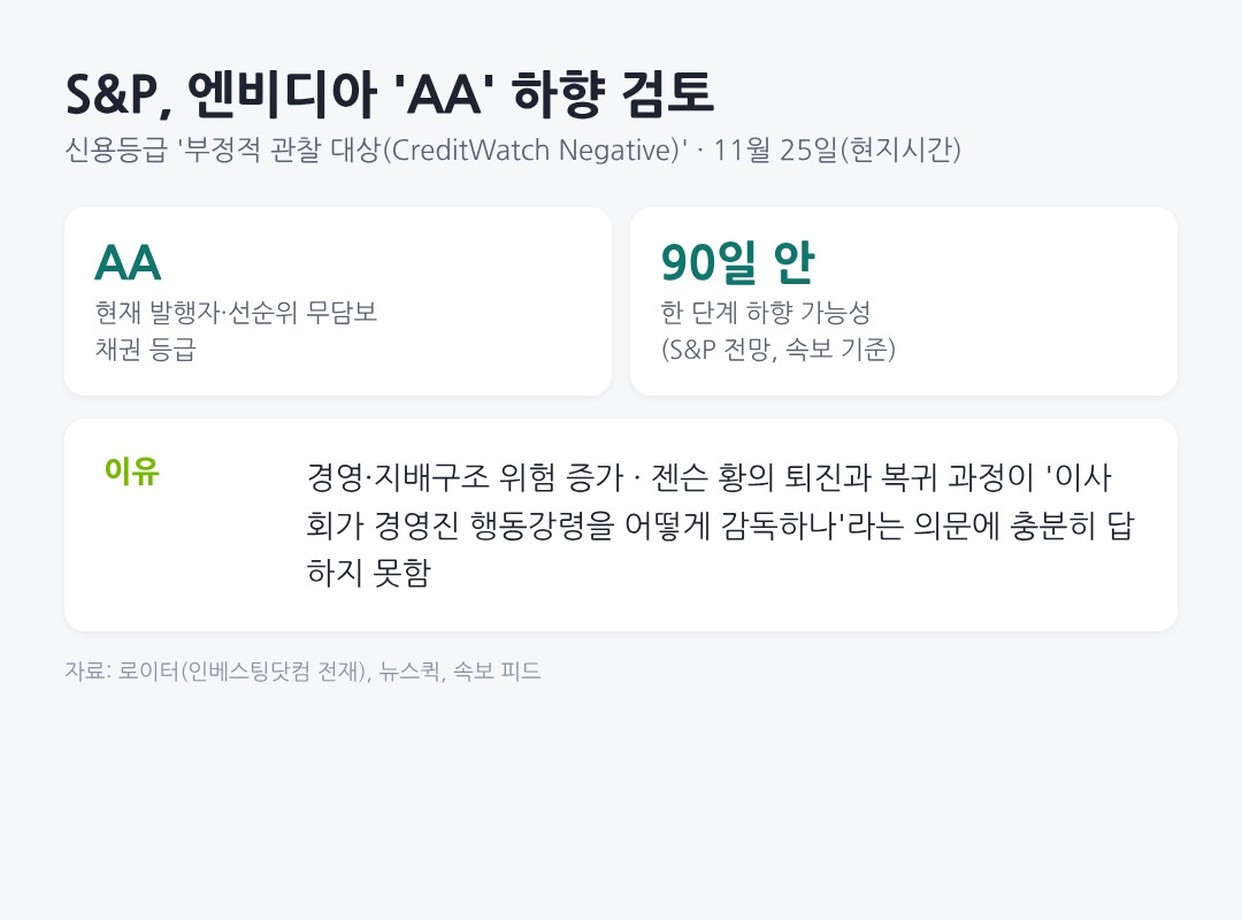 S&P, 엔비디아 'AA' 하향 검토
신용등급 '부정적 관찰 대상(CreditWatch Negative)' · 11월 25일(현지시간)
AA
현재 발행자·선순위 무담보
채권 등급
90일 안
한 단계 하향 가능성
(S&P 전망, 속보 기준)
이유
경영·지배구조 위험 증가 · 젠슨 황의 퇴진과 복귀 과정이 '이사
회가 경영진 행동강령을 어떻게 감독하나'라는 의문에 충분히 답
하지 못함
자료: 로이터(인베스팅닷컴 전재), 뉴스퀵, 속보 피드